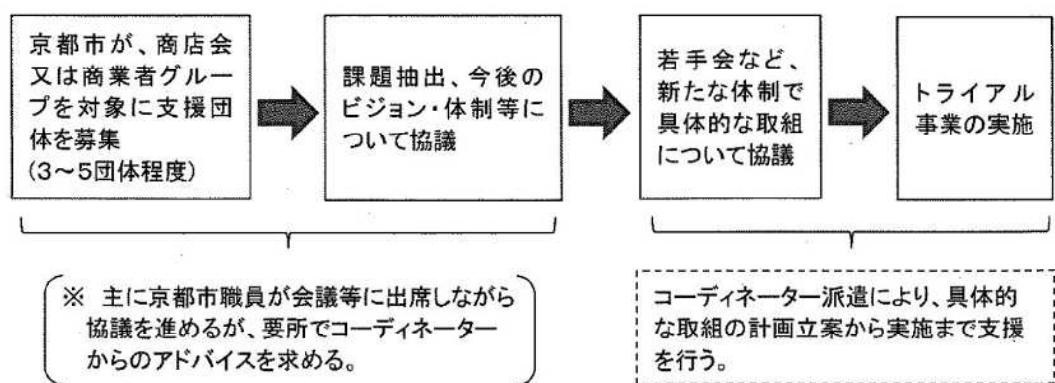 京都市が、商店会
又は商業者グルー
プを対象に支援団
体を募集
(3~5団体程度)
課題抽出、今後の
ビジョン・体制等に
ついて協議
若手会など、
新たな体制で
具体的な取組
について協議
トライアル
事業の実施
※ 主に京都市職員が会議等に出席しながら
協議を進めるが、要所でコーディネーター
からのアドバイスを求める。
コーディネーター派遣により、具体的
な取組の計画立案から実施まで支援
を行う。